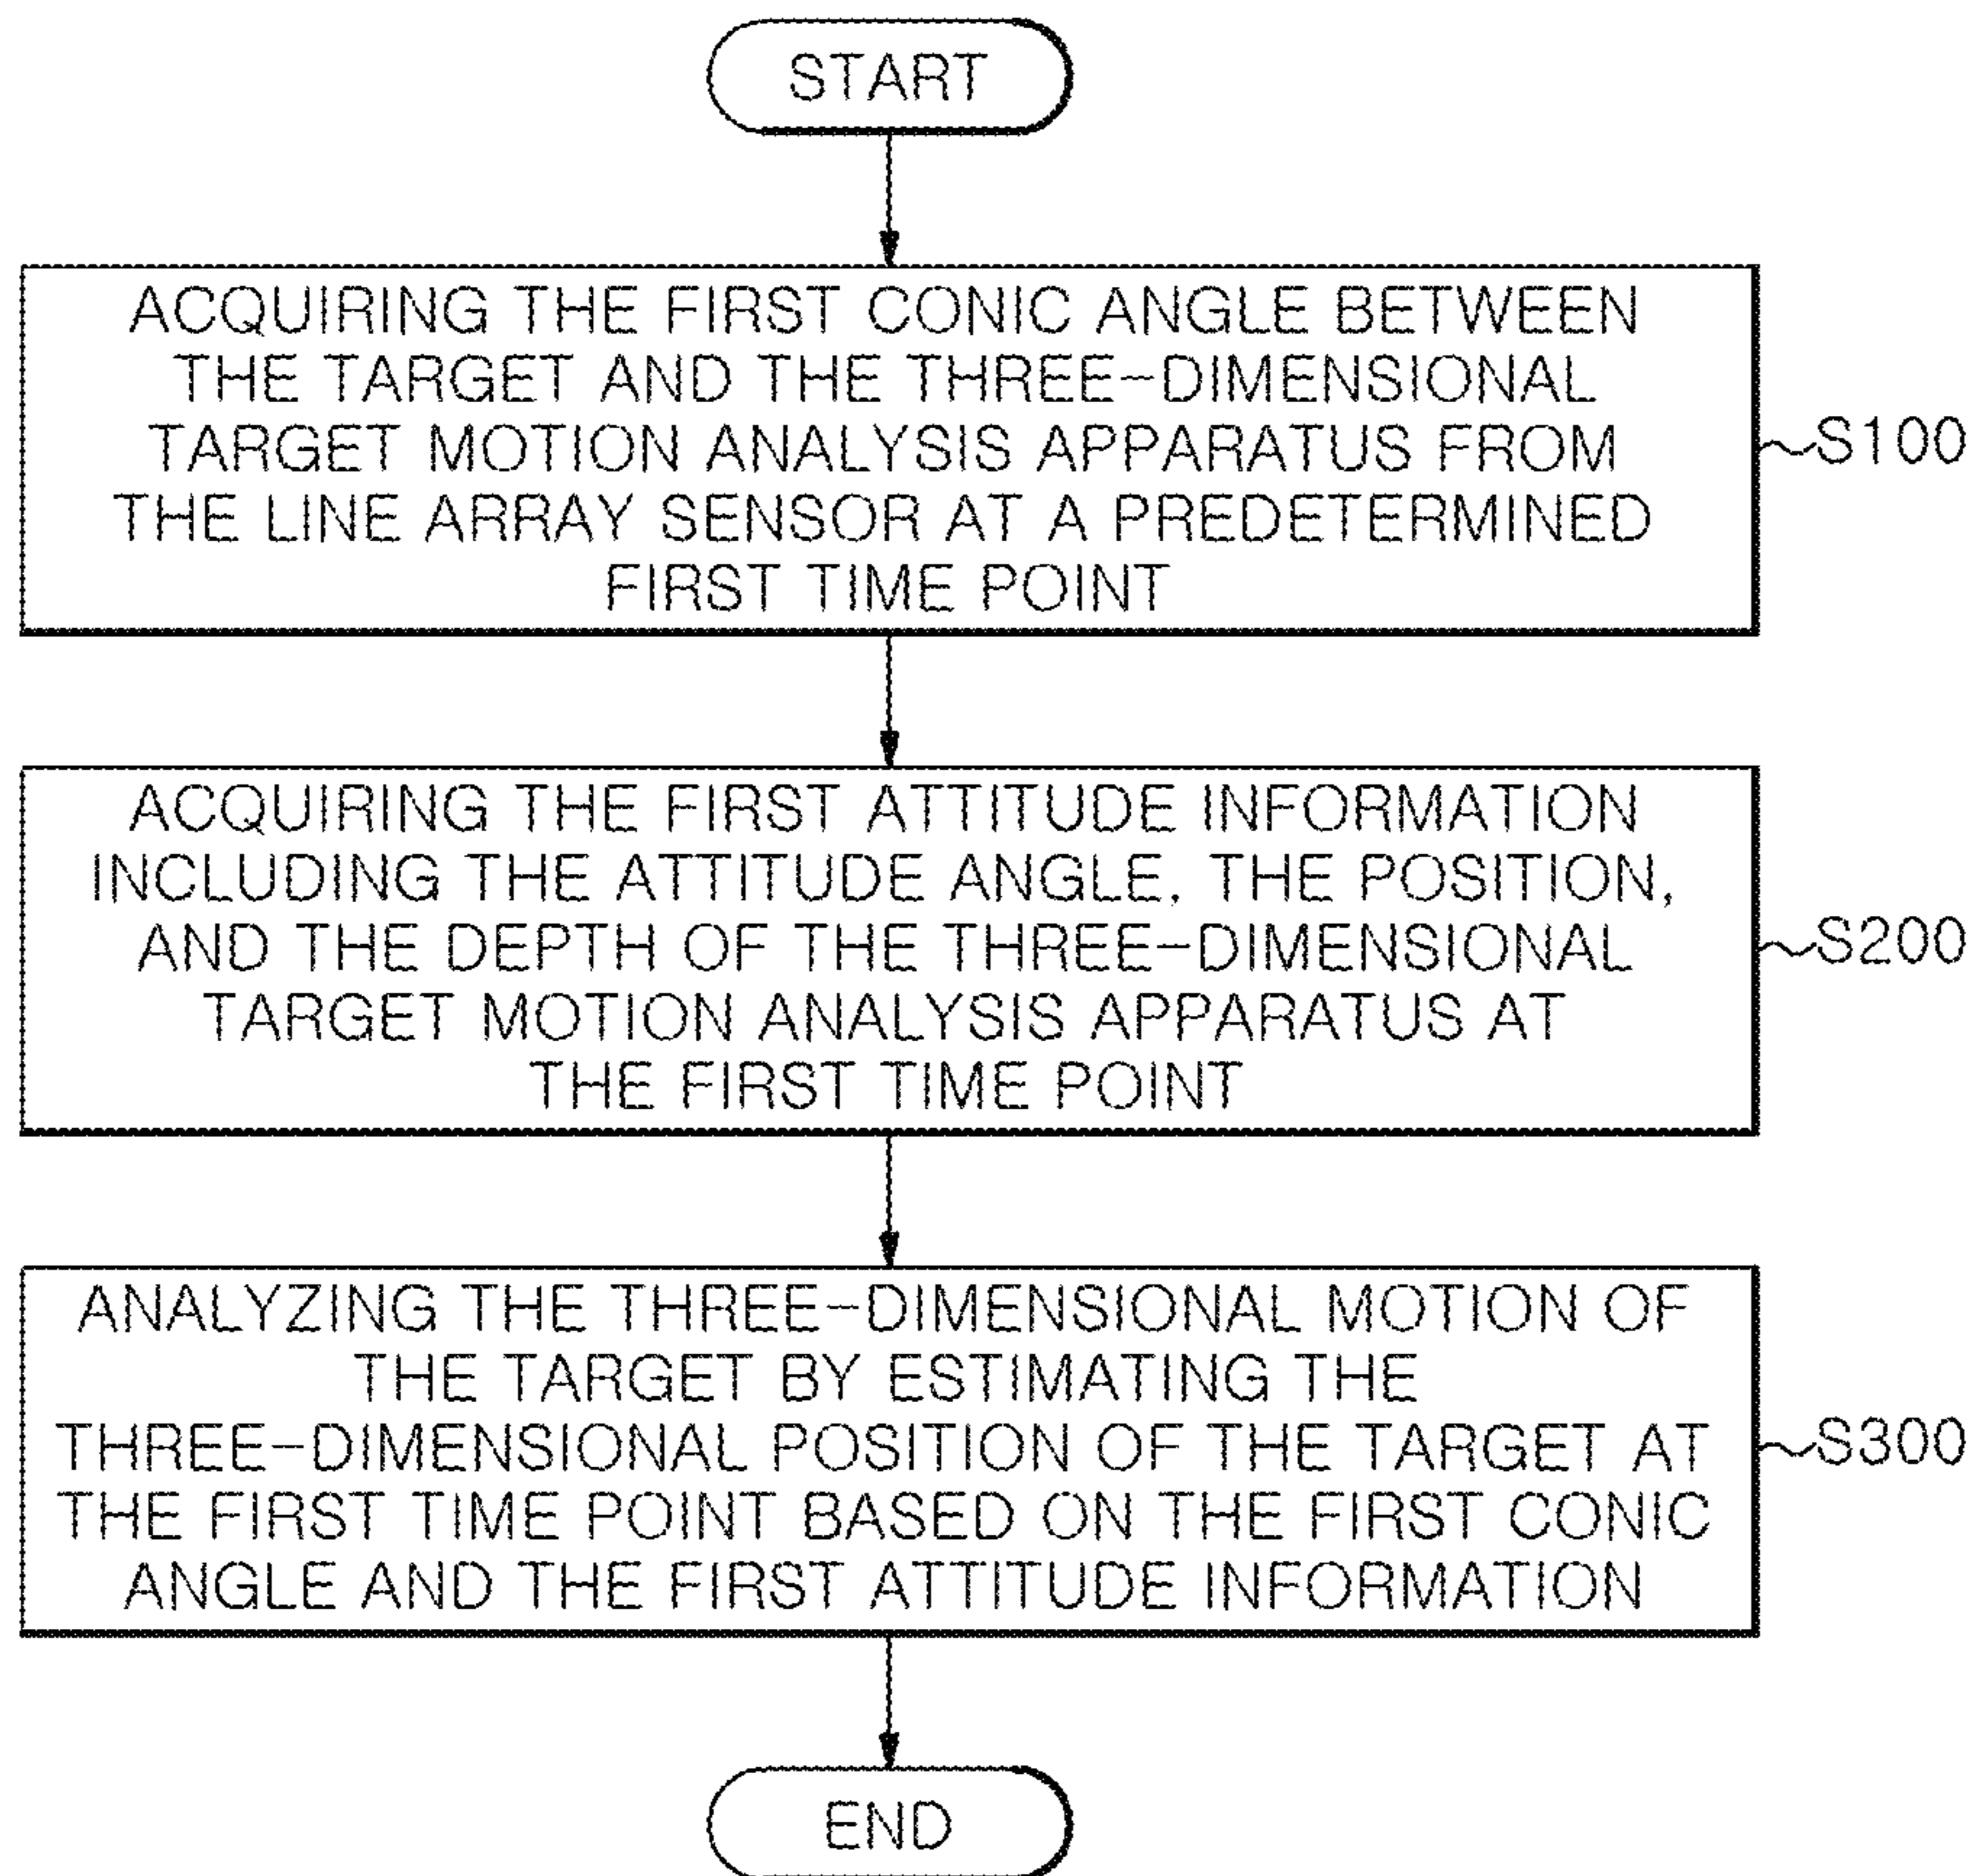 START
ACQUIRING THE FIRST CONIC ANGLE BETWEEN
THE TARGET AND THE THREE-DIMENSIONAL
TARGET MOTION ANALYSIS APPARATUS FROM
THE LINE ARRAY SENSOR AT A PREDETERMINED
FIRST TIME POINT
S100
ACQUIRING THE FIRST ATTITUDE INFORMATION
INCLUDING THE ATTITUDE ANGLE, THE POSITION,
AND THE DEPTH OF THE THREE-DIMENSIONAL
TARGET MOTION ANALYSIS APPARATUS AT
THE FIRST TIME POINT
S200
ANALYZING THE THREE-DIMENSIONAL MOTION OF
THE TARGET BY ESTIMATING THE
THREE-DIMENSIONAL POSITION OF THE TARGET AT
THE FIRST TIME POINT BASED ON THE FIRST CONIC
ANGLE AND THE FIRST ATTITUDE INFORMATION
S300
END